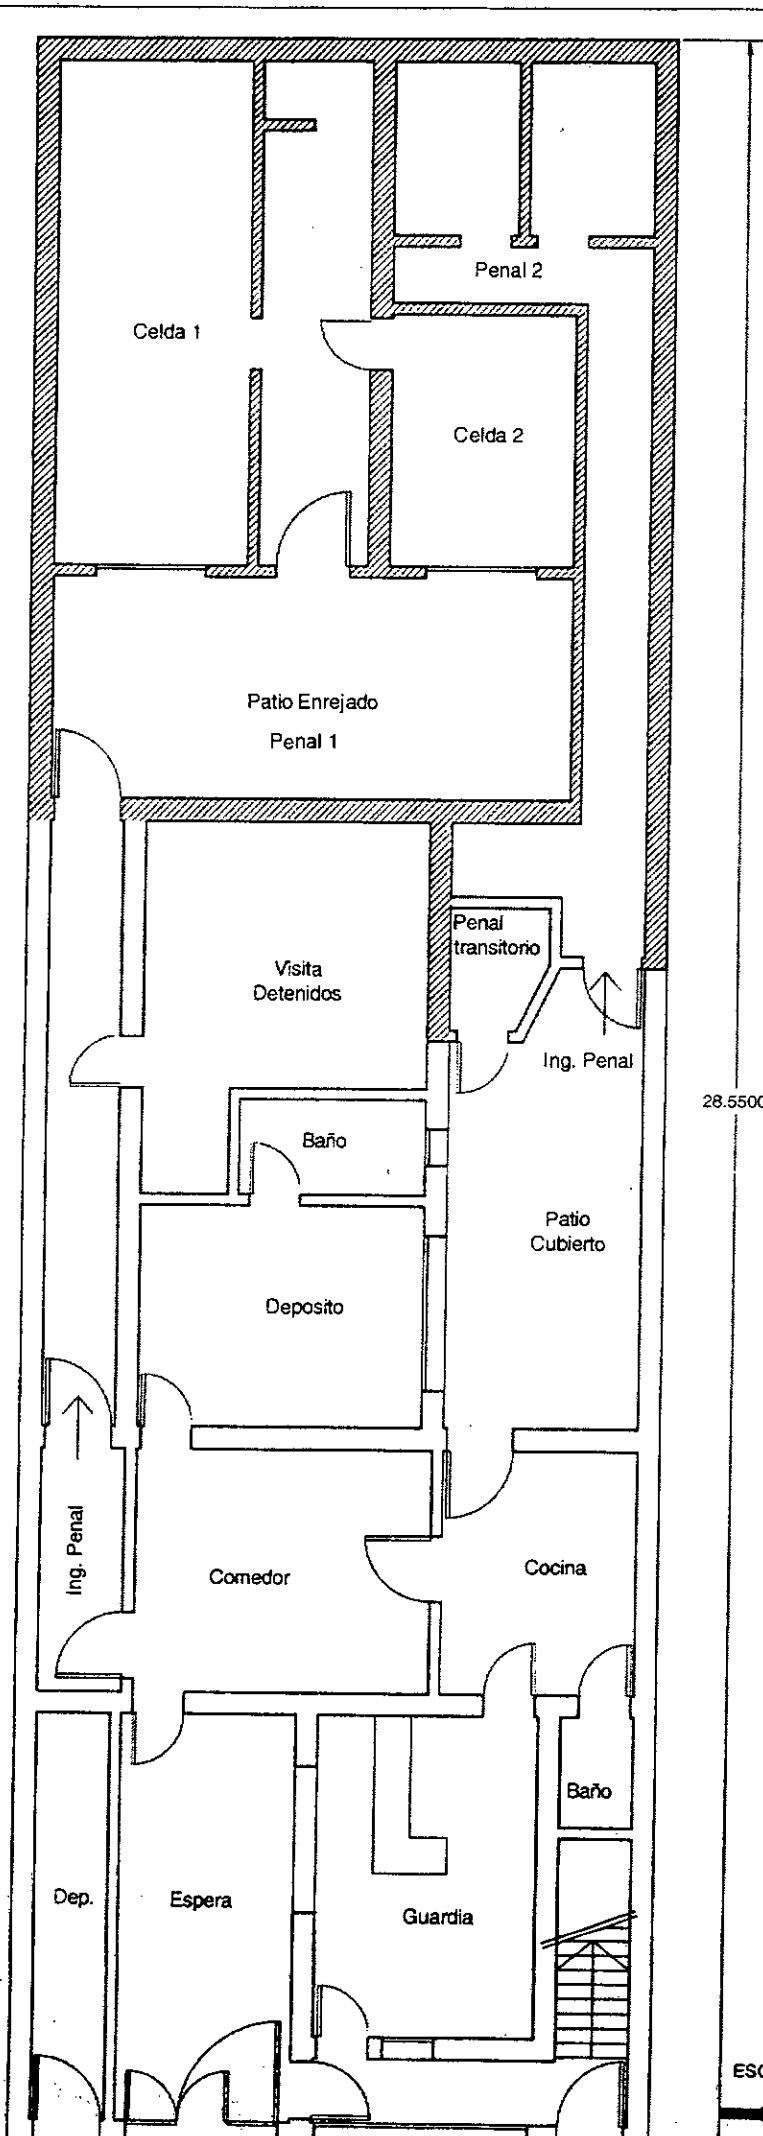 Penal 2
Celda 1
Celda 2
Patio Enrejado
Penal 1
Penal
transitorio
Visita
Detenidos
Ing. Penal
28.5500
Baño
Patio
Cubierto
Deposito
Ing. Penal
Comedor
Cocina
Baño
Dep.
Espera
Guardia
ESC